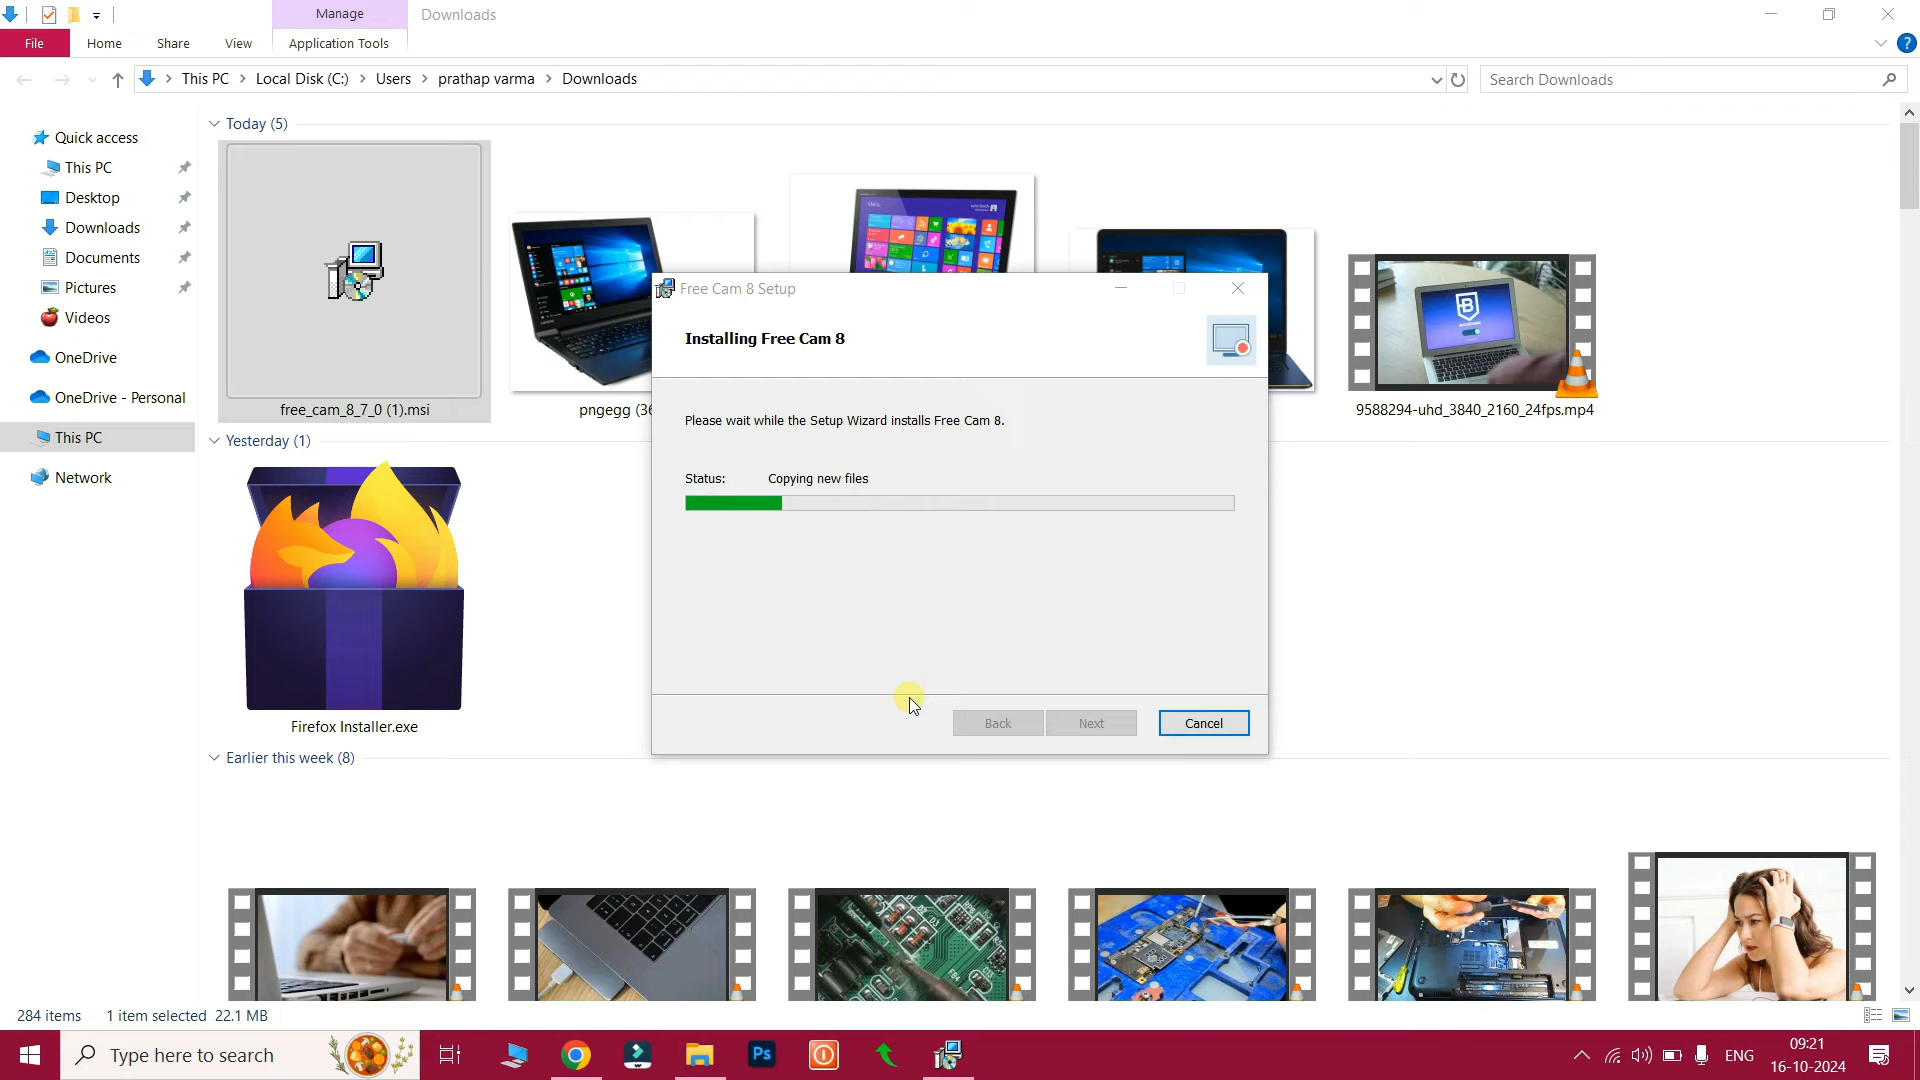 Manage
Downloads
File
Home
Share
View
Application Tools
This PC
Local Disk (C:)
Users
prathap varma
Downloads
Search Downloads
Quick access
This PC
Desktop
Downloads
Documents
Pictures
Videos
OneDrive
OneDrive - Personal
This PC
Network
Today (5)
free_cam_8_7_0 (1).msi
pngegg (36
9588294-uhd_3840_2160_24fps.mp4
Yesterday (1)
Firefox Installer.exe
Earlier this week (8)
Free Cam 8 Setup
Installing Free Cam 8
Please wait while the Setup Wizard installs Free Cam 8.
Status: Copying new files
Back
Next
Cancel
284 items
1 item selected 22.1 MB
Type here to search
Ps
ENG
09:21
16-10-2024